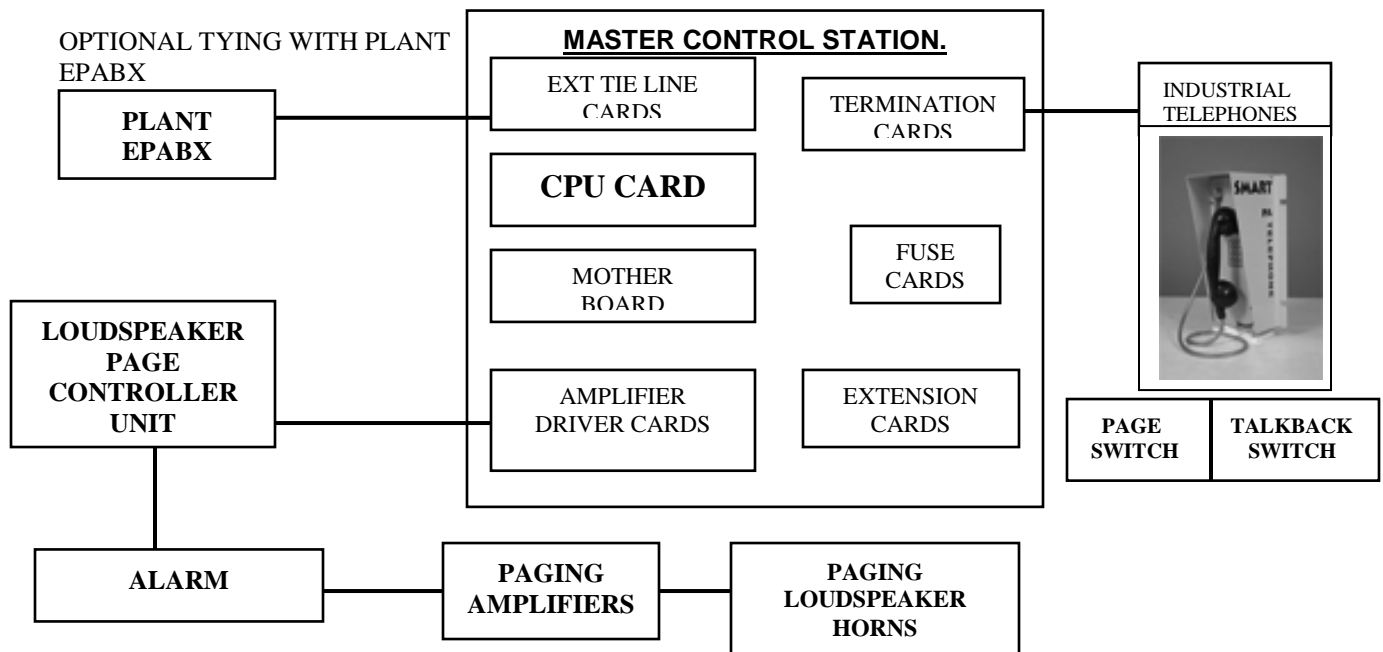 OPTIONAL TYING WITH PLANT
EPABX
PLANT
EPABX
MASTER CONTROL STATION.
EXT TIE LINE
CARDS
CPU CARD
MOTHER
BOARD
AMPLIFIER
DRIVER CARDS
TERMINATION
CARDS
FUSE
CARDS
EXTENSION
CARDS
INDUSTRIAL
TELEPHONES
SMART
PA TELEPHONE
PAGE
SWITCH
TALKBACK
SWITCH
LOUDSPEAKER
PAGE
CONTROLLER
UNIT
ALARM
PAGING
AMPLIFIERS
PAGING
LOUDSPEAKER
HORNS